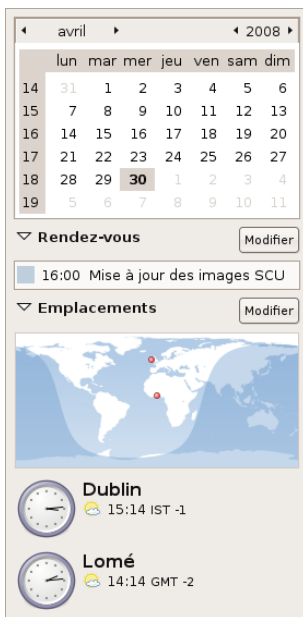 avril 2008
lun mar mer jeu ven sam dim
14 31 1 2 3 4 5 6
15 7 8 9 10 11 12 13
16 14 15 16 17 18 19 20
17 21 22 23 24 25 26 27
18 28 29 30 1 2 3 4
19 5 6 7 8 9 10 11
Rendez-vous Modifier
16:00 Mise à jour des images SCU
Emplacements Modifier
Dublin
15:14 IST -1
Lomé
14:14 GMT -2